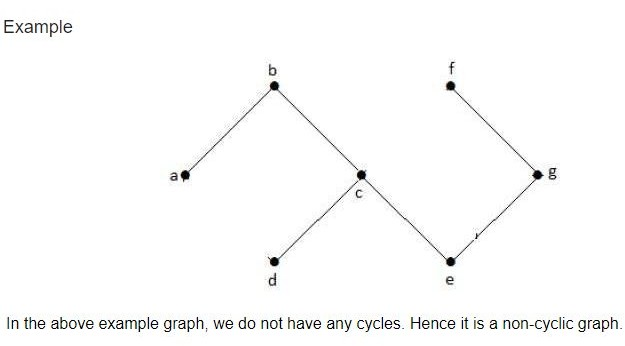 Example
b
f
a
g
c
d
e
In the above example graph, we do not have any cycles. Hence it is a non-cyclic graph.